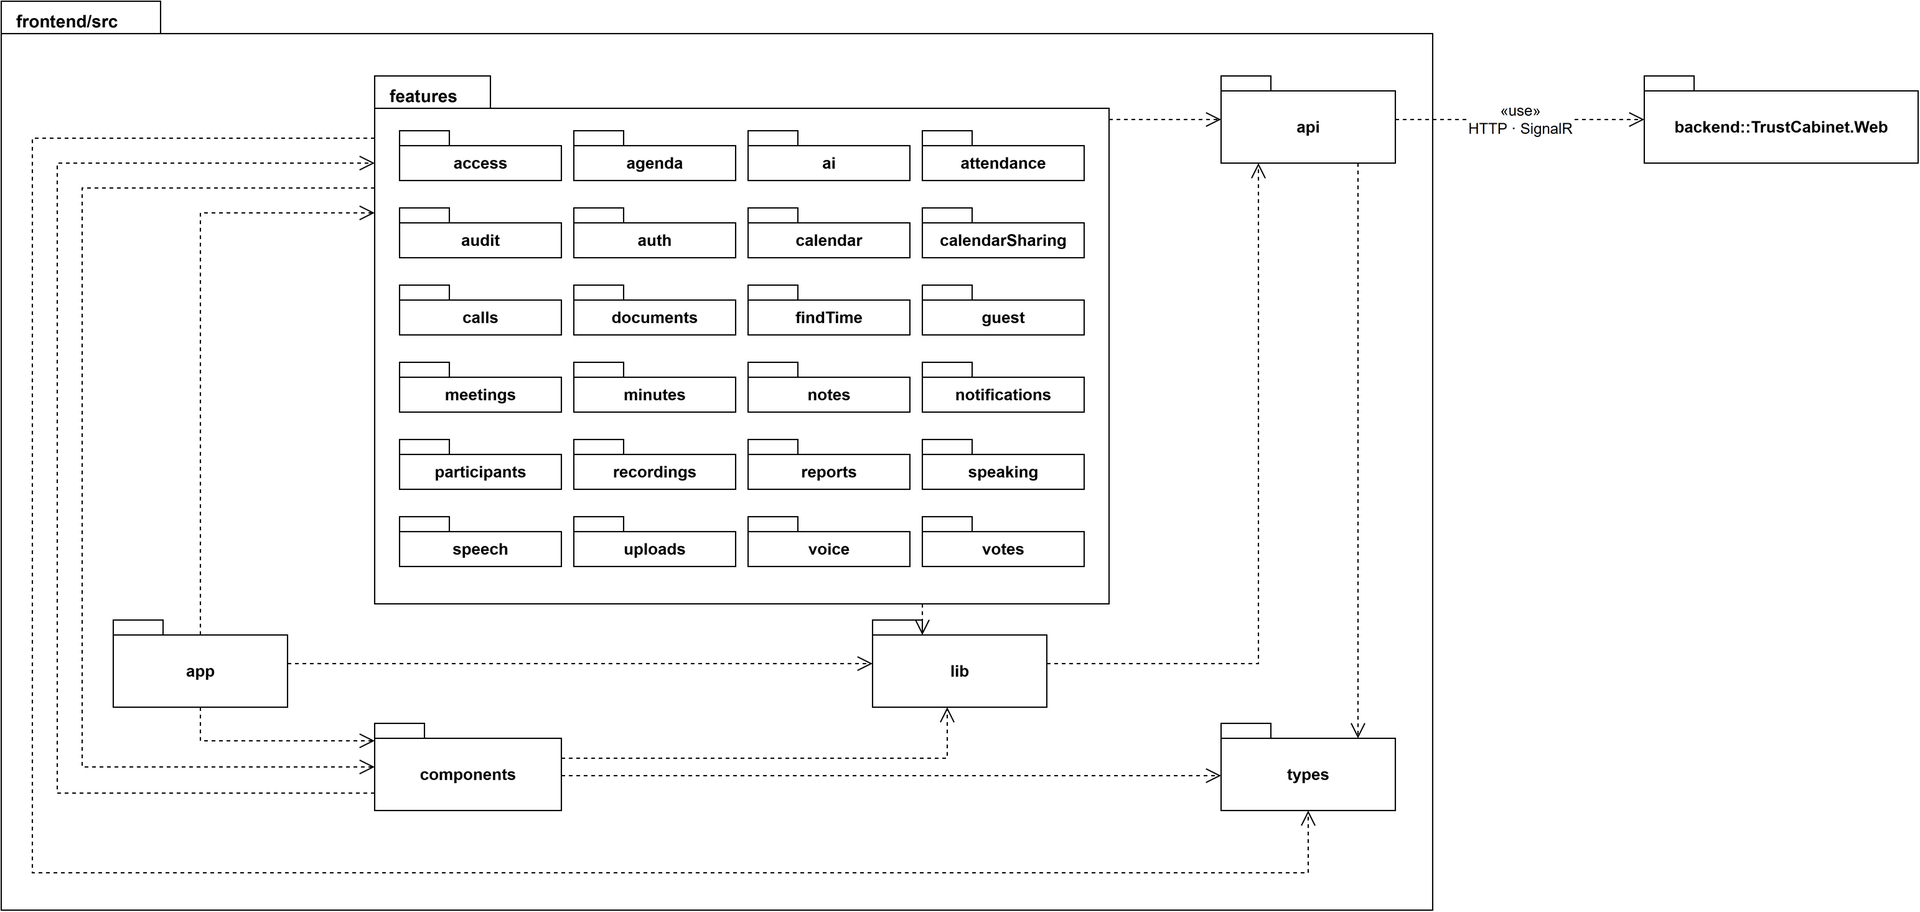 frontend/src
features
api
«use»
HTTP · SignalR
backend::TrustCabinet.Web
access
agenda
ai
attendance
audit
auth
calendar
calendarSharing
calls
documents
findTime
guest
meetings
minutes
notes
notifications
participants
recordings
reports
speaking
speech
uploads
voice
votes
app
lib
components
types